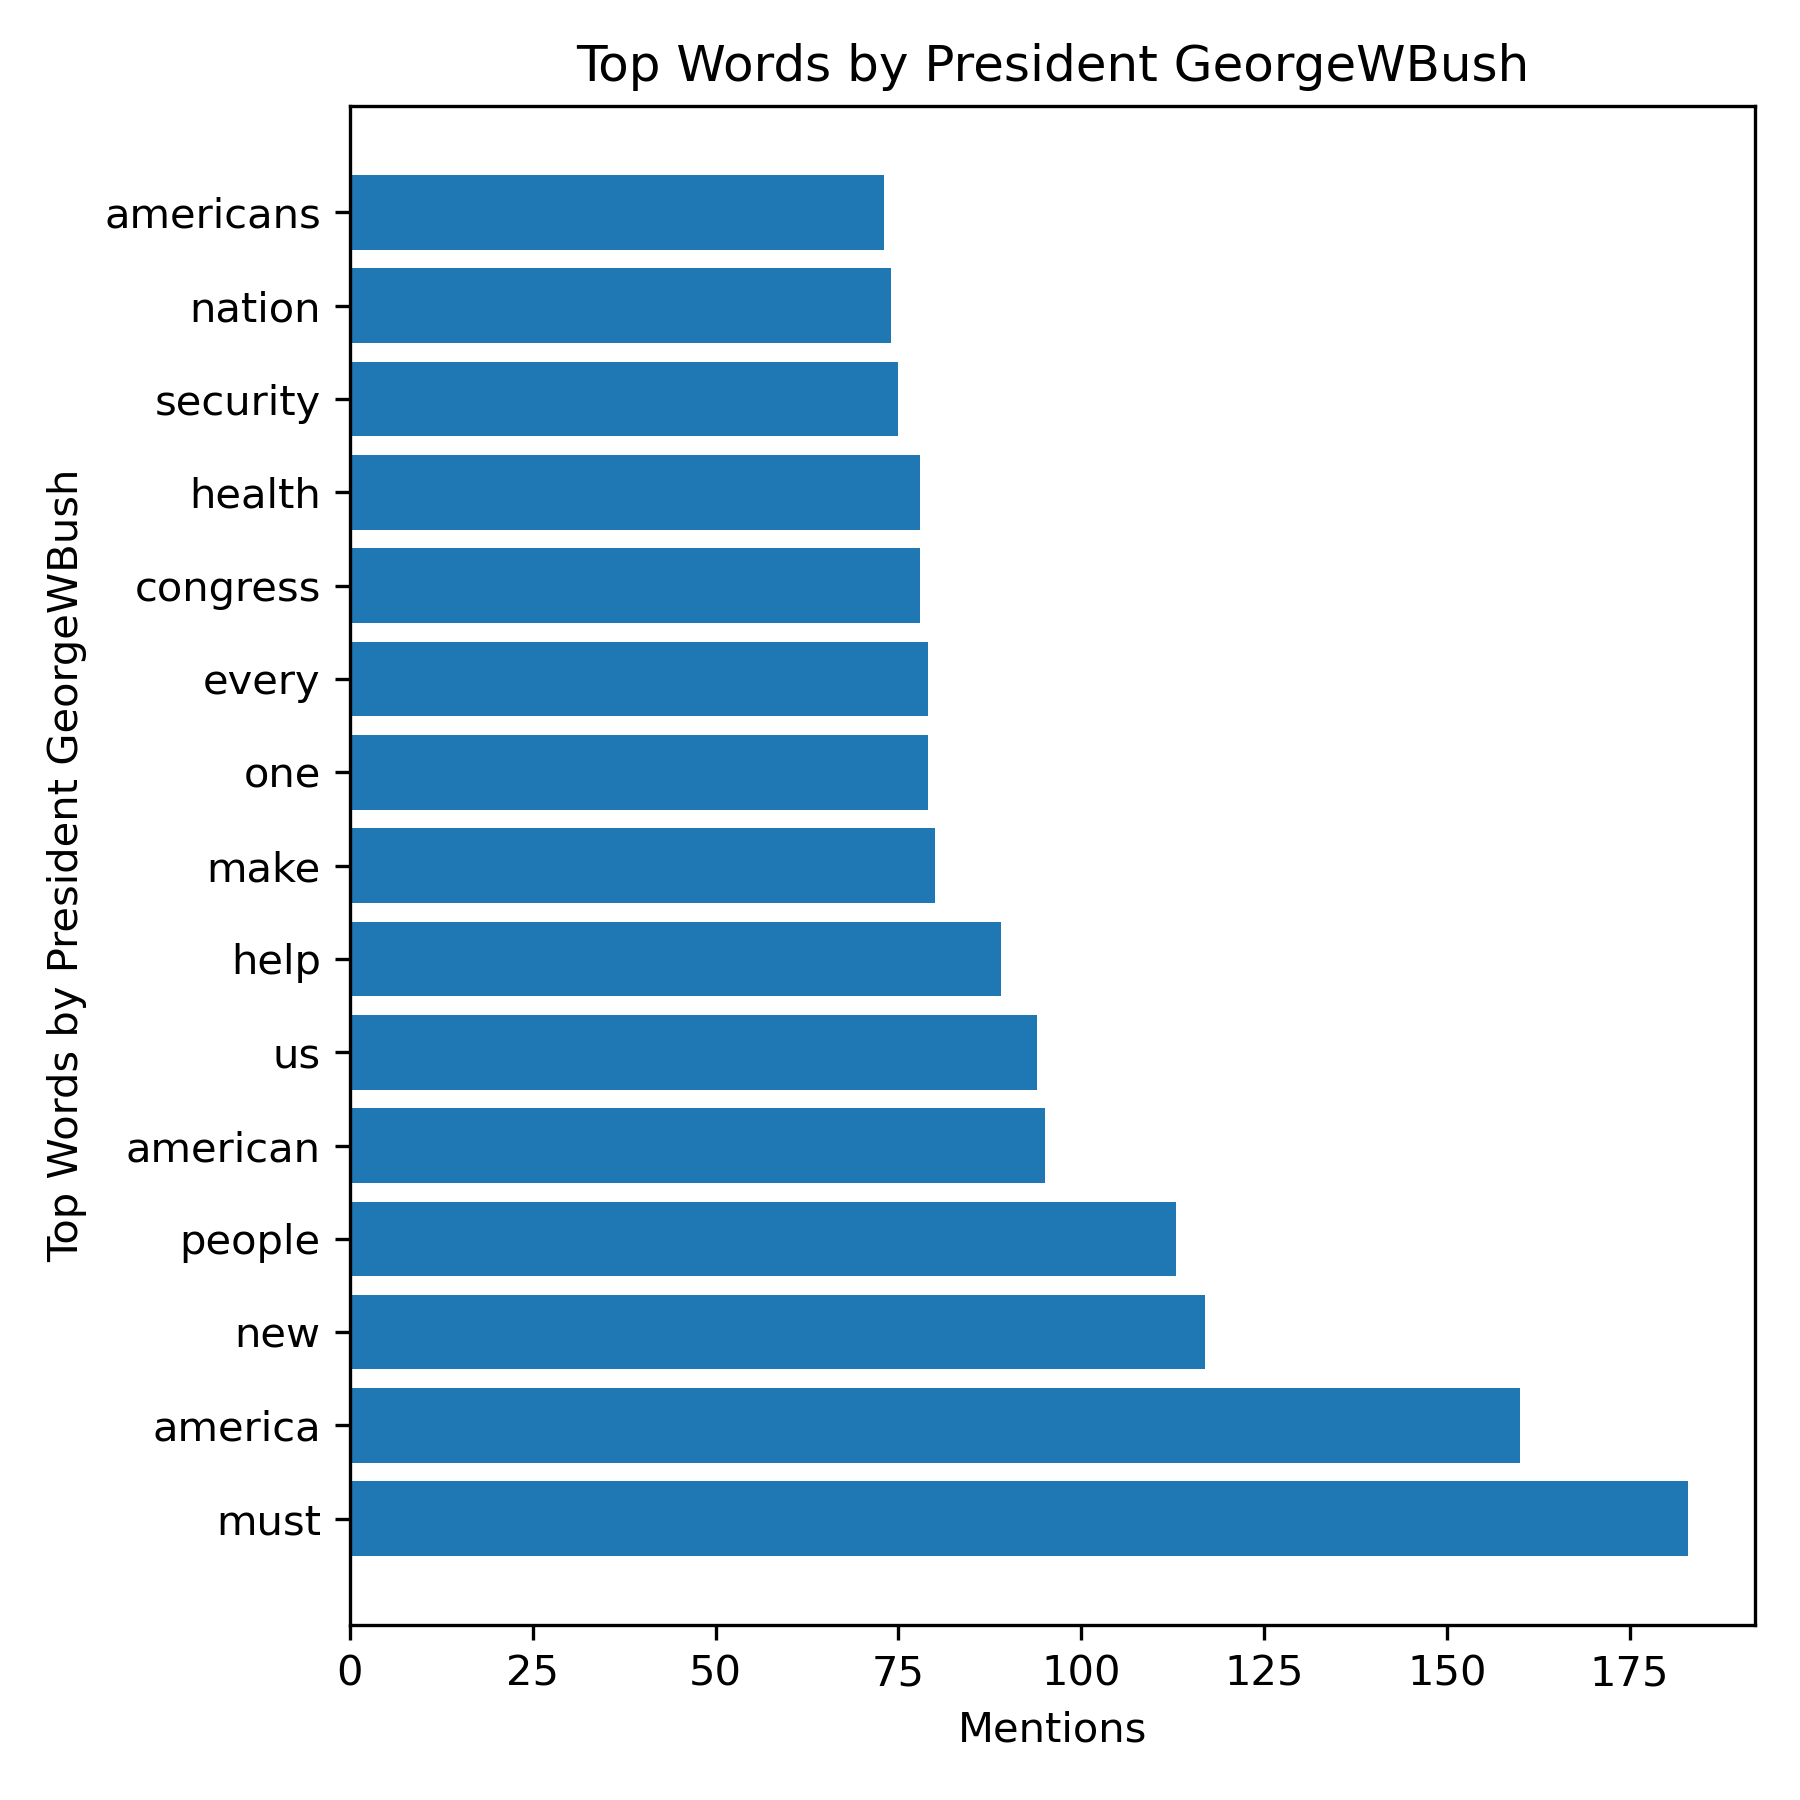 Top Words by President GeorgeWBush
Top Words by President GeorgeWBush
americans
nation
security
health
congress
every
one
make
help
us
american
people
new
america
must
0 25 50 75 100 125 150 175
Mentions